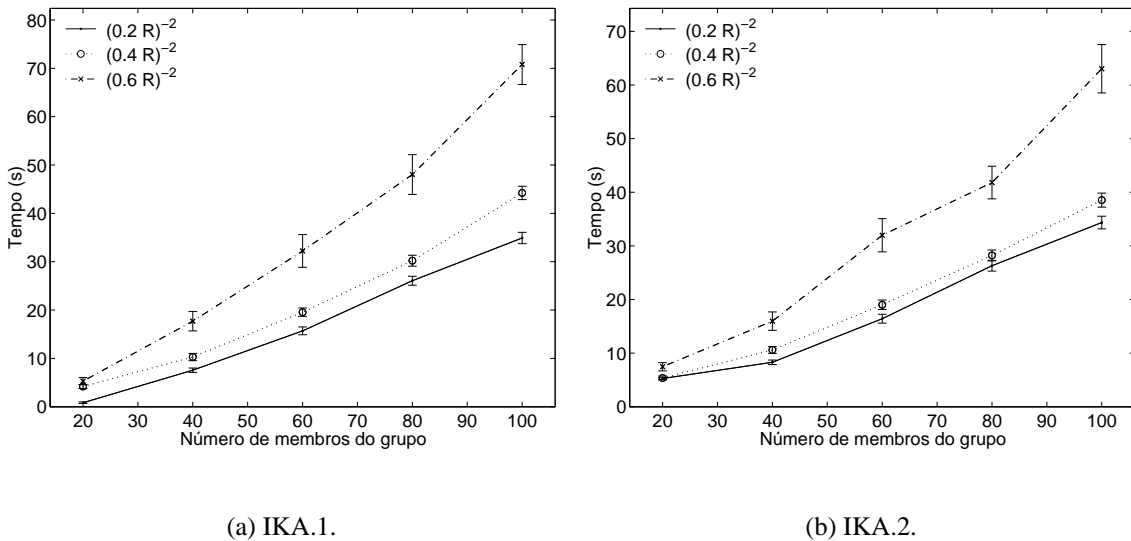 80
70
60
50
40
30
20
10
0
Tempo (s)
(0.2 R)⁻²
(0.4 R)⁻²
(0.6 R)⁻²
20 30 40 50 60 70 80 90 100
Número de membros do grupo
(a) IKA.1.
70
60
50
40
30
20
10
0
Tempo (s)
(0.2 R)⁻²
(0.4 R)⁻²
(0.6 R)⁻²
20 30 40 50 60 70 80 90 100
Número de membros do grupo
(b) IKA.2.